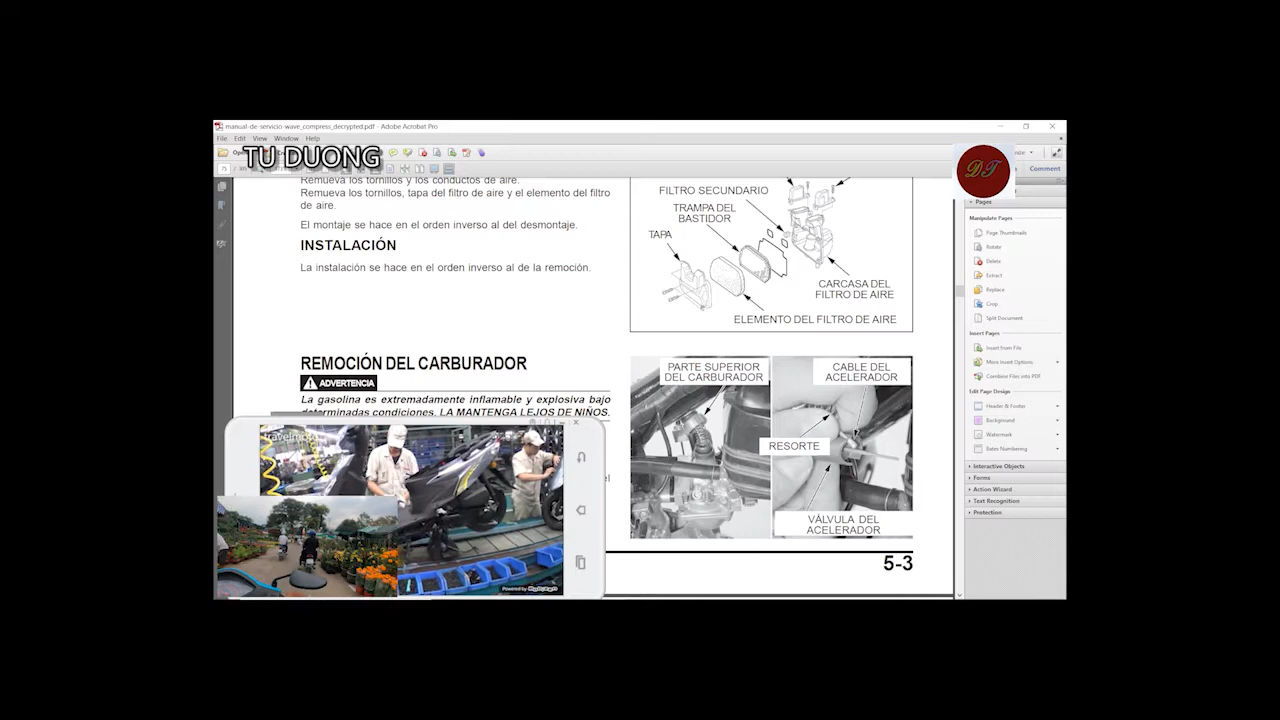 manual-de-servicio-wave_compress_decrypted.pdf - Adobe Acrobat Pro
File Edit View Window Help
TU DUONG
DT
Comment
Remueva los tornillos y los conductos de aire.
Remueva los tornillos, tapa del filtro de aire y el elemento del filtro
de aire.
El montaje se hace en el orden inverso al del desmontaje.
INSTALACIÓN
La instalación se hace en el orden inverso al de la remoción.
FILTRO SECUNDARIO
TRAMPA DEL
BASTIDOR
TAPA
CARCASA DEL
FILTRO DE AIRE
ELEMENTO DEL FILTRO DE AIRE
REMOCIÓN DEL CARBURADOR
ADVERTENCIA
La gasolina es extremadamente inflamable y explosiva bajo
determinadas condiciones. LA MANTENGA LEJOS DE NIÑOS.
el
PARTE SUPERIOR
DEL CARBURADOR
CABLE DEL
ACELERADOR
RESORTE
VÁLVULA DEL
ACELERADOR
5-3
Powered by
Pages
Manipulate Pages
Page Thumbnails
Rotate
Delete
Extract
Replace
Crop
Split Document
Insert Pages
Insert from File
More Insert Options
Combine Files into PDF
Edit Page Design
Header & Footer
Background
Watermark
Bates Numbering
Interactive Objects
Forms
Action Wizard
Text Recognition
Protection